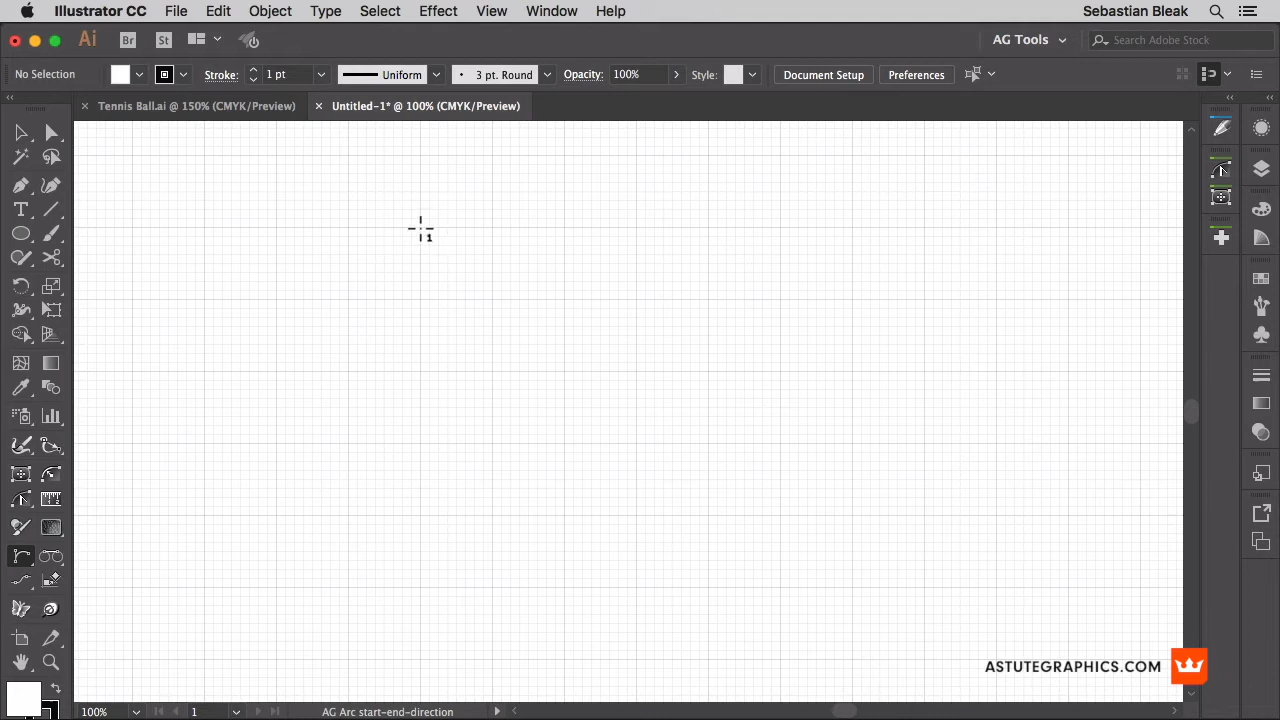 Illustrator CC File Edit Object Type Select Effect View Window Help Sebastian Bleak
Ai Br St AG Tools Search Adobe Stock
No Selection Stroke: 1 pt Uniform 3 pt. Round Opacity: 100% Style: Document Setup Preferences
Tennis Ball.ai @ 150% (CMYK/Preview) Untitled-1* @ 100% (CMYK/Preview)
1
ASTUTEGRAPHICS.COM
100% 1 AG Arc start-end-direction